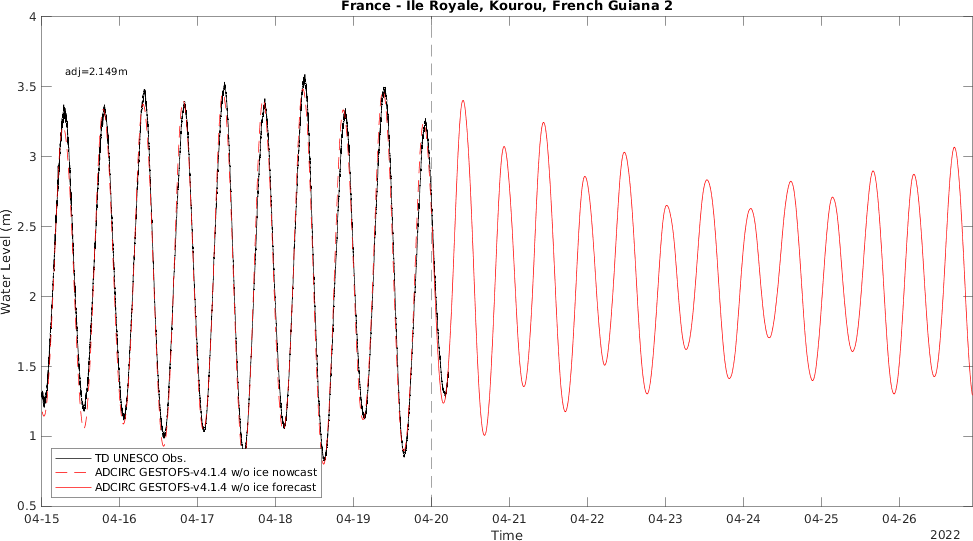 France - Ile Royale, Kourou, French Guiana 2
4
3.5
3
2.5
2
1.5
1
0.5
Water Level (m)
adj=2.149m
TD UNESCO Obs.
ADCIRC GESTOFS-v4.1.4 w/o ice nowcast
ADCIRC GESTOFS-v4.1.4 w/o ice forecast
04-15 04-16 04-17 04-18 04-19 04-20 04-21 04-22 04-23 04-24 04-25 04-26
Time
2022